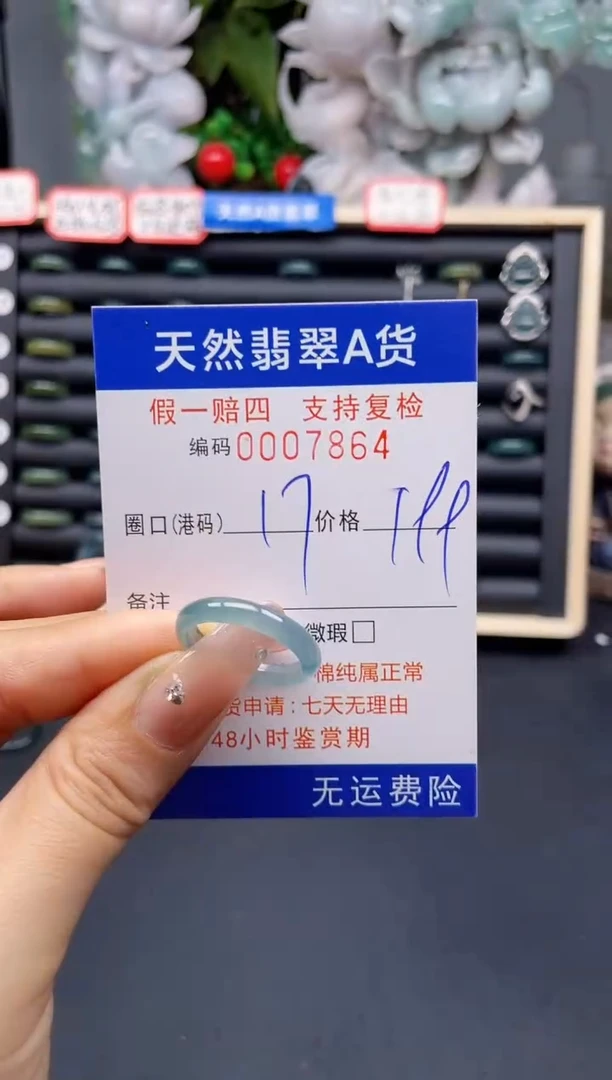 天然翡翠A货
假一赔四 支持复检
编码0007864
圈口(港码) 17 价格
备注
微瑕□
棉纯属正常
货申请：七天无理由
48小时鉴赏期
无运费险